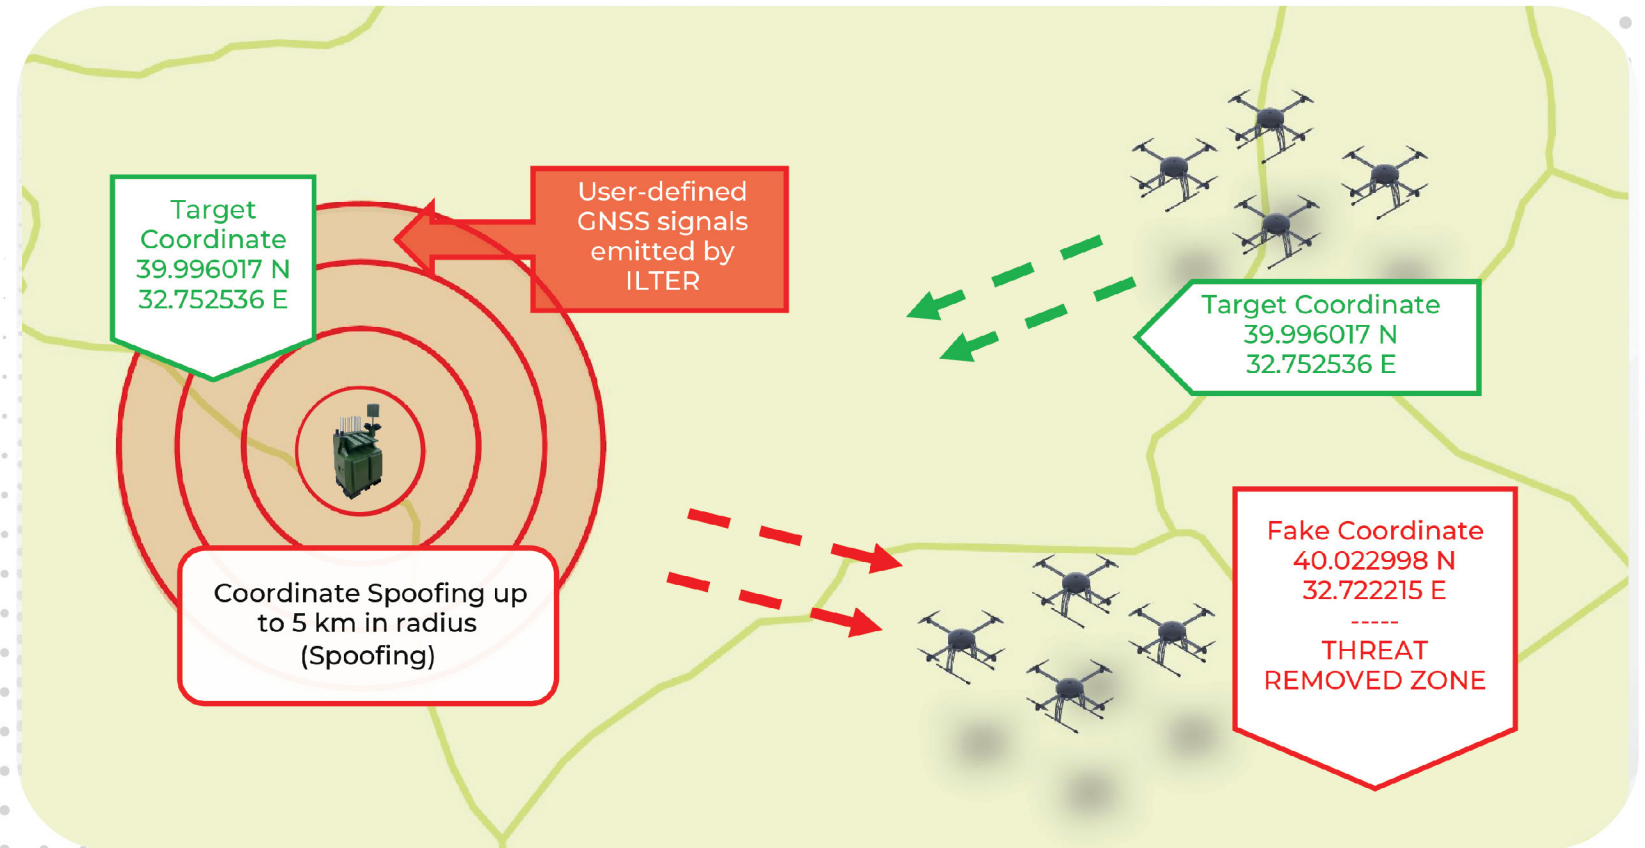 Target
Coordinate
39.996017 N
32.752536 E
User-defined
GNSS signals
emitted by
ILTER
Target Coordinate
39.996017 N
32.752536 E
Coordinate Spoofing up
to 5 km in radius
(Spoofing)
Fake Coordinate
40.022998 N
32.722215 E
-----
THREAT
REMOVED ZONE